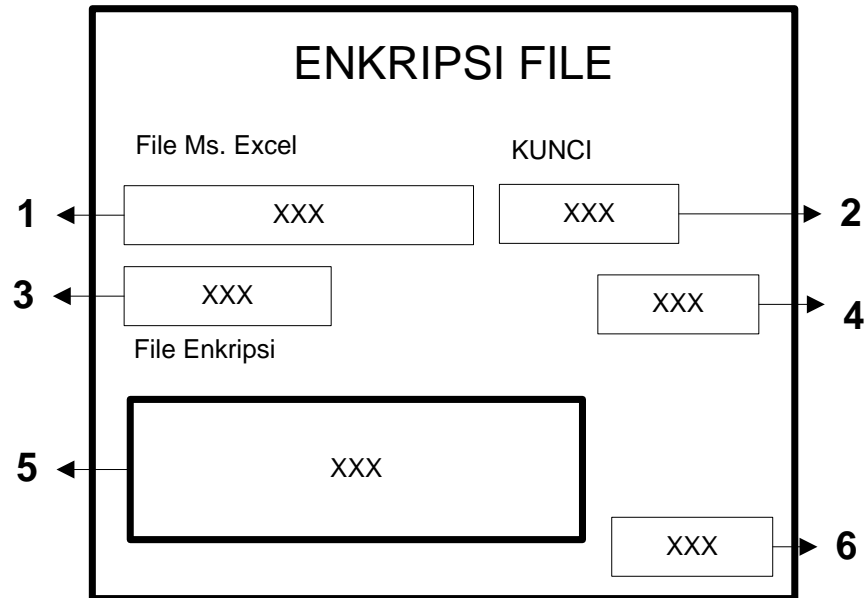 ENKRIPSI FILE
File Ms. Excel
KUNCI
1
XXX
XXX
2
3
XXX
XXX
4
File Enkripsi
5
XXX
XXX
6